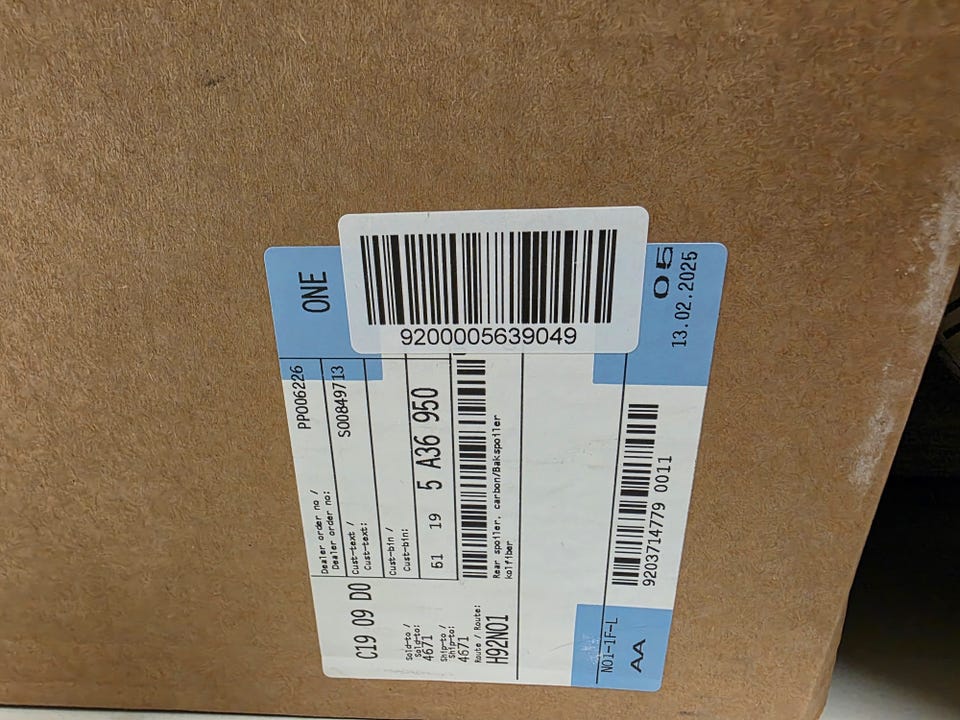 9200005639049
ONE
05
13.02.2025
PP006226
Dealer order no /
Dealer order no:
S00849713
Cust-text /
Cust-text:
Cust-bin /
Cust-bin:
51 19 5 A36 950
Rear spoiler, carbon/Bakspoiler
kolfiber
C19 09 D0
Sold-to /
Sold-to:
4671
Ship-to /
Ship-to:
4671
Route / Route:
H92N01
9203714779 0011
N01-1F-L
AA